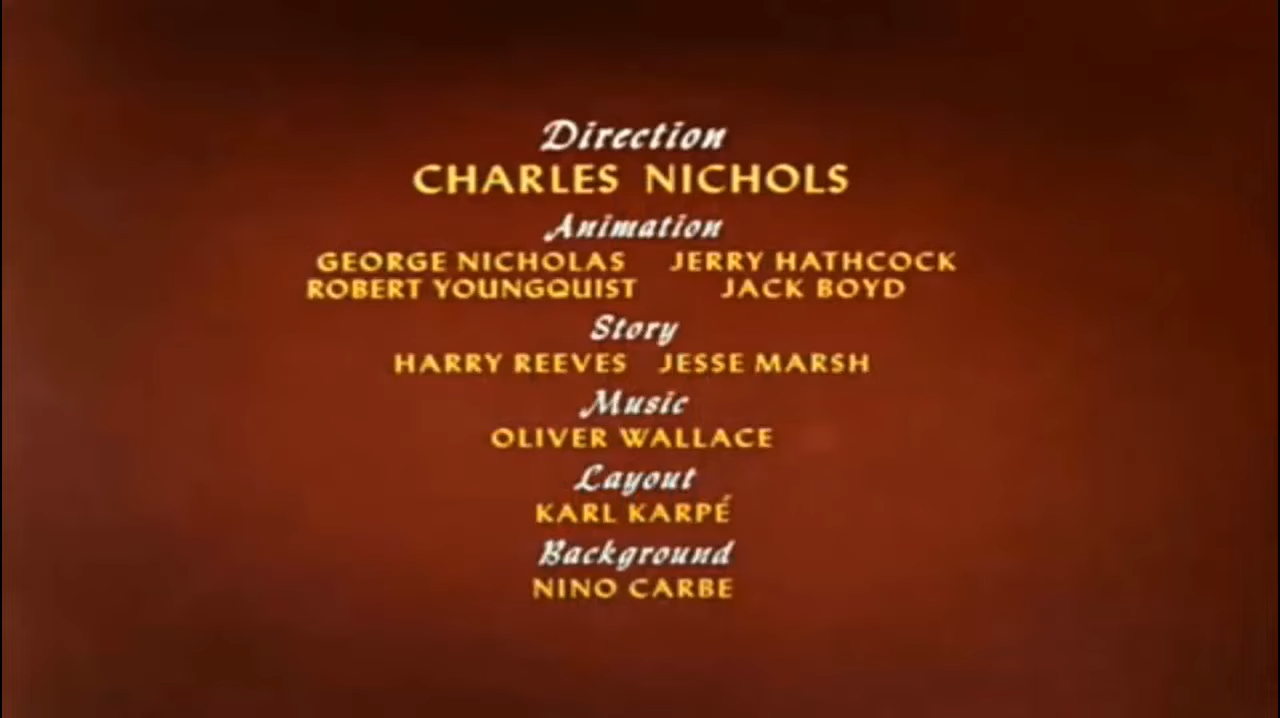 Direction
CHARLES NICHOLS
Animation
GEORGE NICHOLAS JERRY HATHCOCK
ROBERT YOUNGQUIST JACK BOYD
Story
HARRY REEVES JESSE MARSH
Music
OLIVER WALLACE
Layout
KARL KARPÉ
Background
NINO CARBE